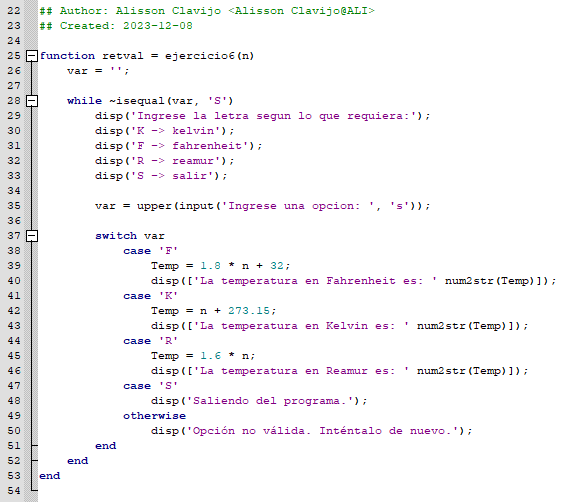 22 ## Author: Alisson Clavijo <Alisson Clavijo@ALI>
23 ## Created: 2023-12-08
24
25 function retval = ejercicio6(n)
26     var = '';
27
28     while ~isequal(var, 'S')
29         disp('Ingrese la letra segun lo que requiera:');
30         disp('K -> kelvin');
31         disp('F -> fahrenheit');
32         disp('R -> reamur');
33         disp('S -> salir');
34
35         var = upper(input('Ingrese una opcion: ', 's'));
36
37         switch var
38             case 'F'
39                 Temp = 1.8 * n + 32;
40                 disp(['La temperatura en Fahrenheit es: ' num2str(Temp)]);
41             case 'K'
42                 Temp = n + 273.15;
43                 disp(['La temperatura en Kelvin es: ' num2str(Temp)]);
44             case 'R'
45                 Temp = 1.6 * n;
46                 disp(['La temperatura en Reamur es: ' num2str(Temp)]);
47             case 'S'
48                 disp('Saliendo del programa.');
49             otherwise
50                 disp('Opción no válida. Inténtalo de nuevo.');
51         end
52     end
53 end
54